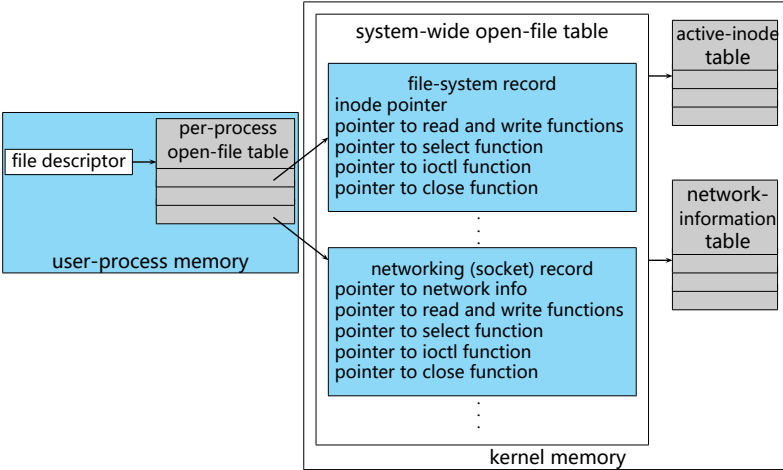 file descriptor
per-process
open-file table
user-process memory
system-wide open-file table
file-system record
inode pointer
pointer to read and write functions
pointer to select function
pointer to ioctl function
pointer to close function
networking (socket) record
pointer to network info
pointer to read and write functions
pointer to select function
pointer to ioctl function
pointer to close function
kernel memory
active-inode
table
network-
information
table